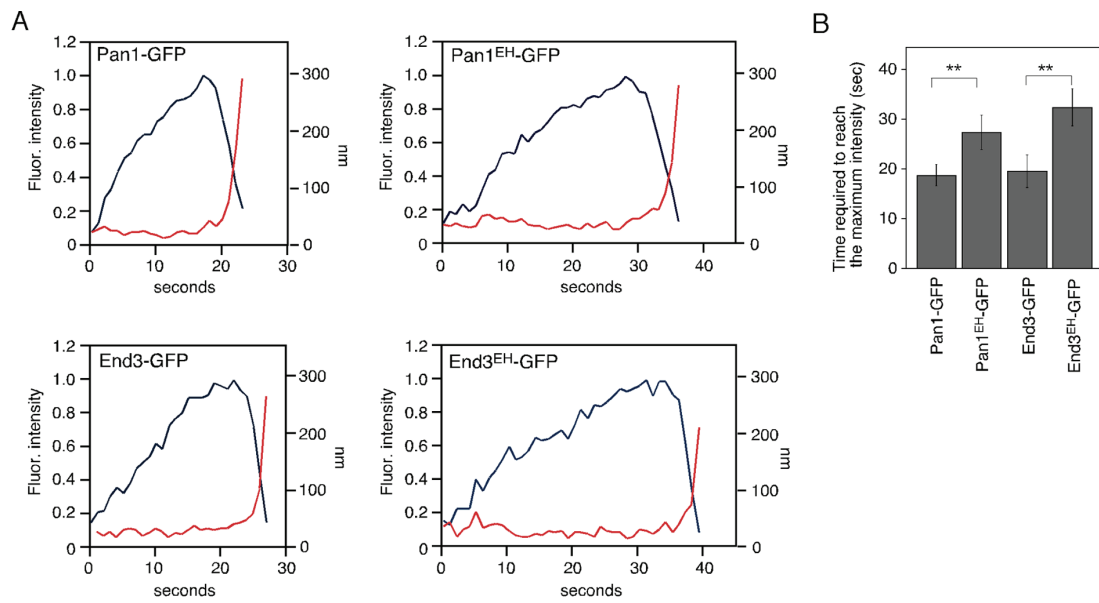 A
Pan1-GFP
Fluor. intensity
1.2
1.0
0.8
0.6
0.4
0.2
0
300
200
100
0
nm
0 10 20 30
seconds
Pan1EH-GFP
Fluor. intensity
1.2
1.0
0.8
0.6
0.4
0.2
0
300
200
100
0
nm
0 10 20 30 40
seconds
End3-GFP
Fluor. intensity
1.2
1.0
0.8
0.6
0.4
0.2
0
300
200
100
0
nm
0 10 20 30
seconds
End3EH-GFP
Fluor. intensity
1.2
1.0
0.8
0.6
0.4
0.2
0
300
200
100
0
nm
0 10 20 30 40
seconds
B
Time required to reach
the maximum intensity (sec)
40
30
20
10
0
** **
Pan1-GFP
Pan1EH-GFP
End3-GFP
End3EH-GFP